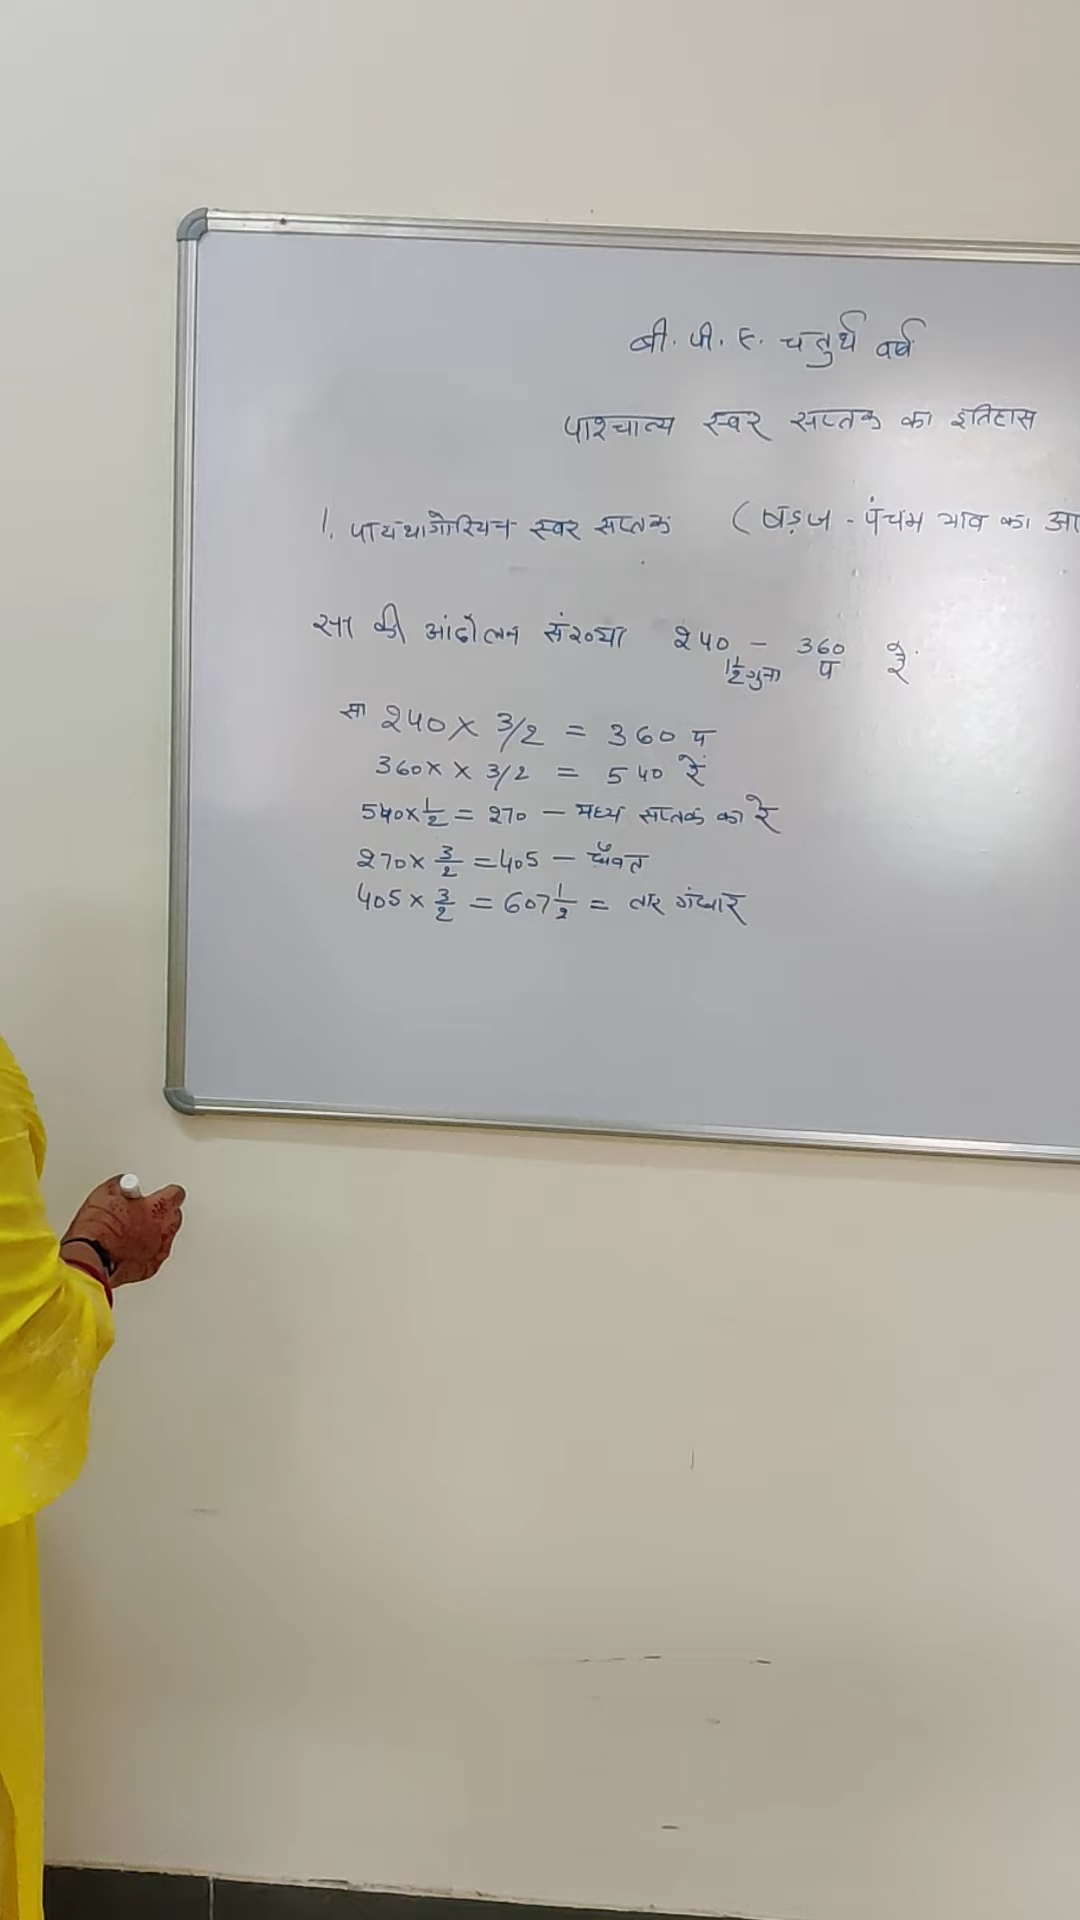 बी. पी. ए. चतुर्थ वर्ष
पाश्चात्य स्वर सप्तक का इतिहास
1. पायथागोरियन स्वर सप्तक (षड़ज - पंचम भाव का आ
सा की आंदोलन संख्या 240 - 360 रें
1½ गुना प
सा 240 x 3/2 = 360 प
360 x x 3/2 = 540 रें
540 x 1/2 = 270 - मध्य सप्तक का रे
270 x 3/2 = 405 - धैवत
405 x 3/2 = 607 1/2 = तार गंधार